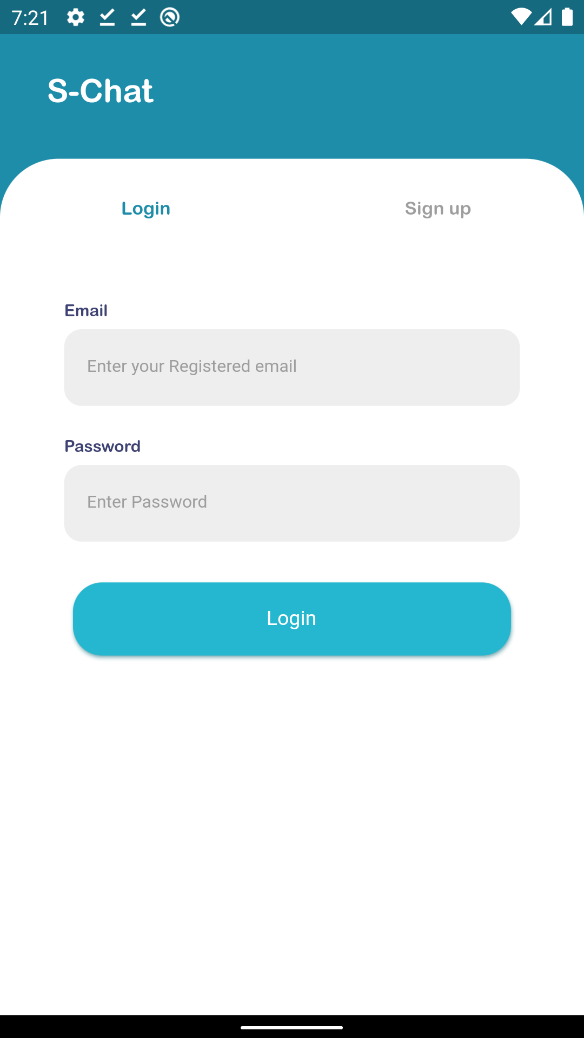 7:21
S-Chat
Login Sign up
Email
Enter your Registered email
Password
Enter Password
Login